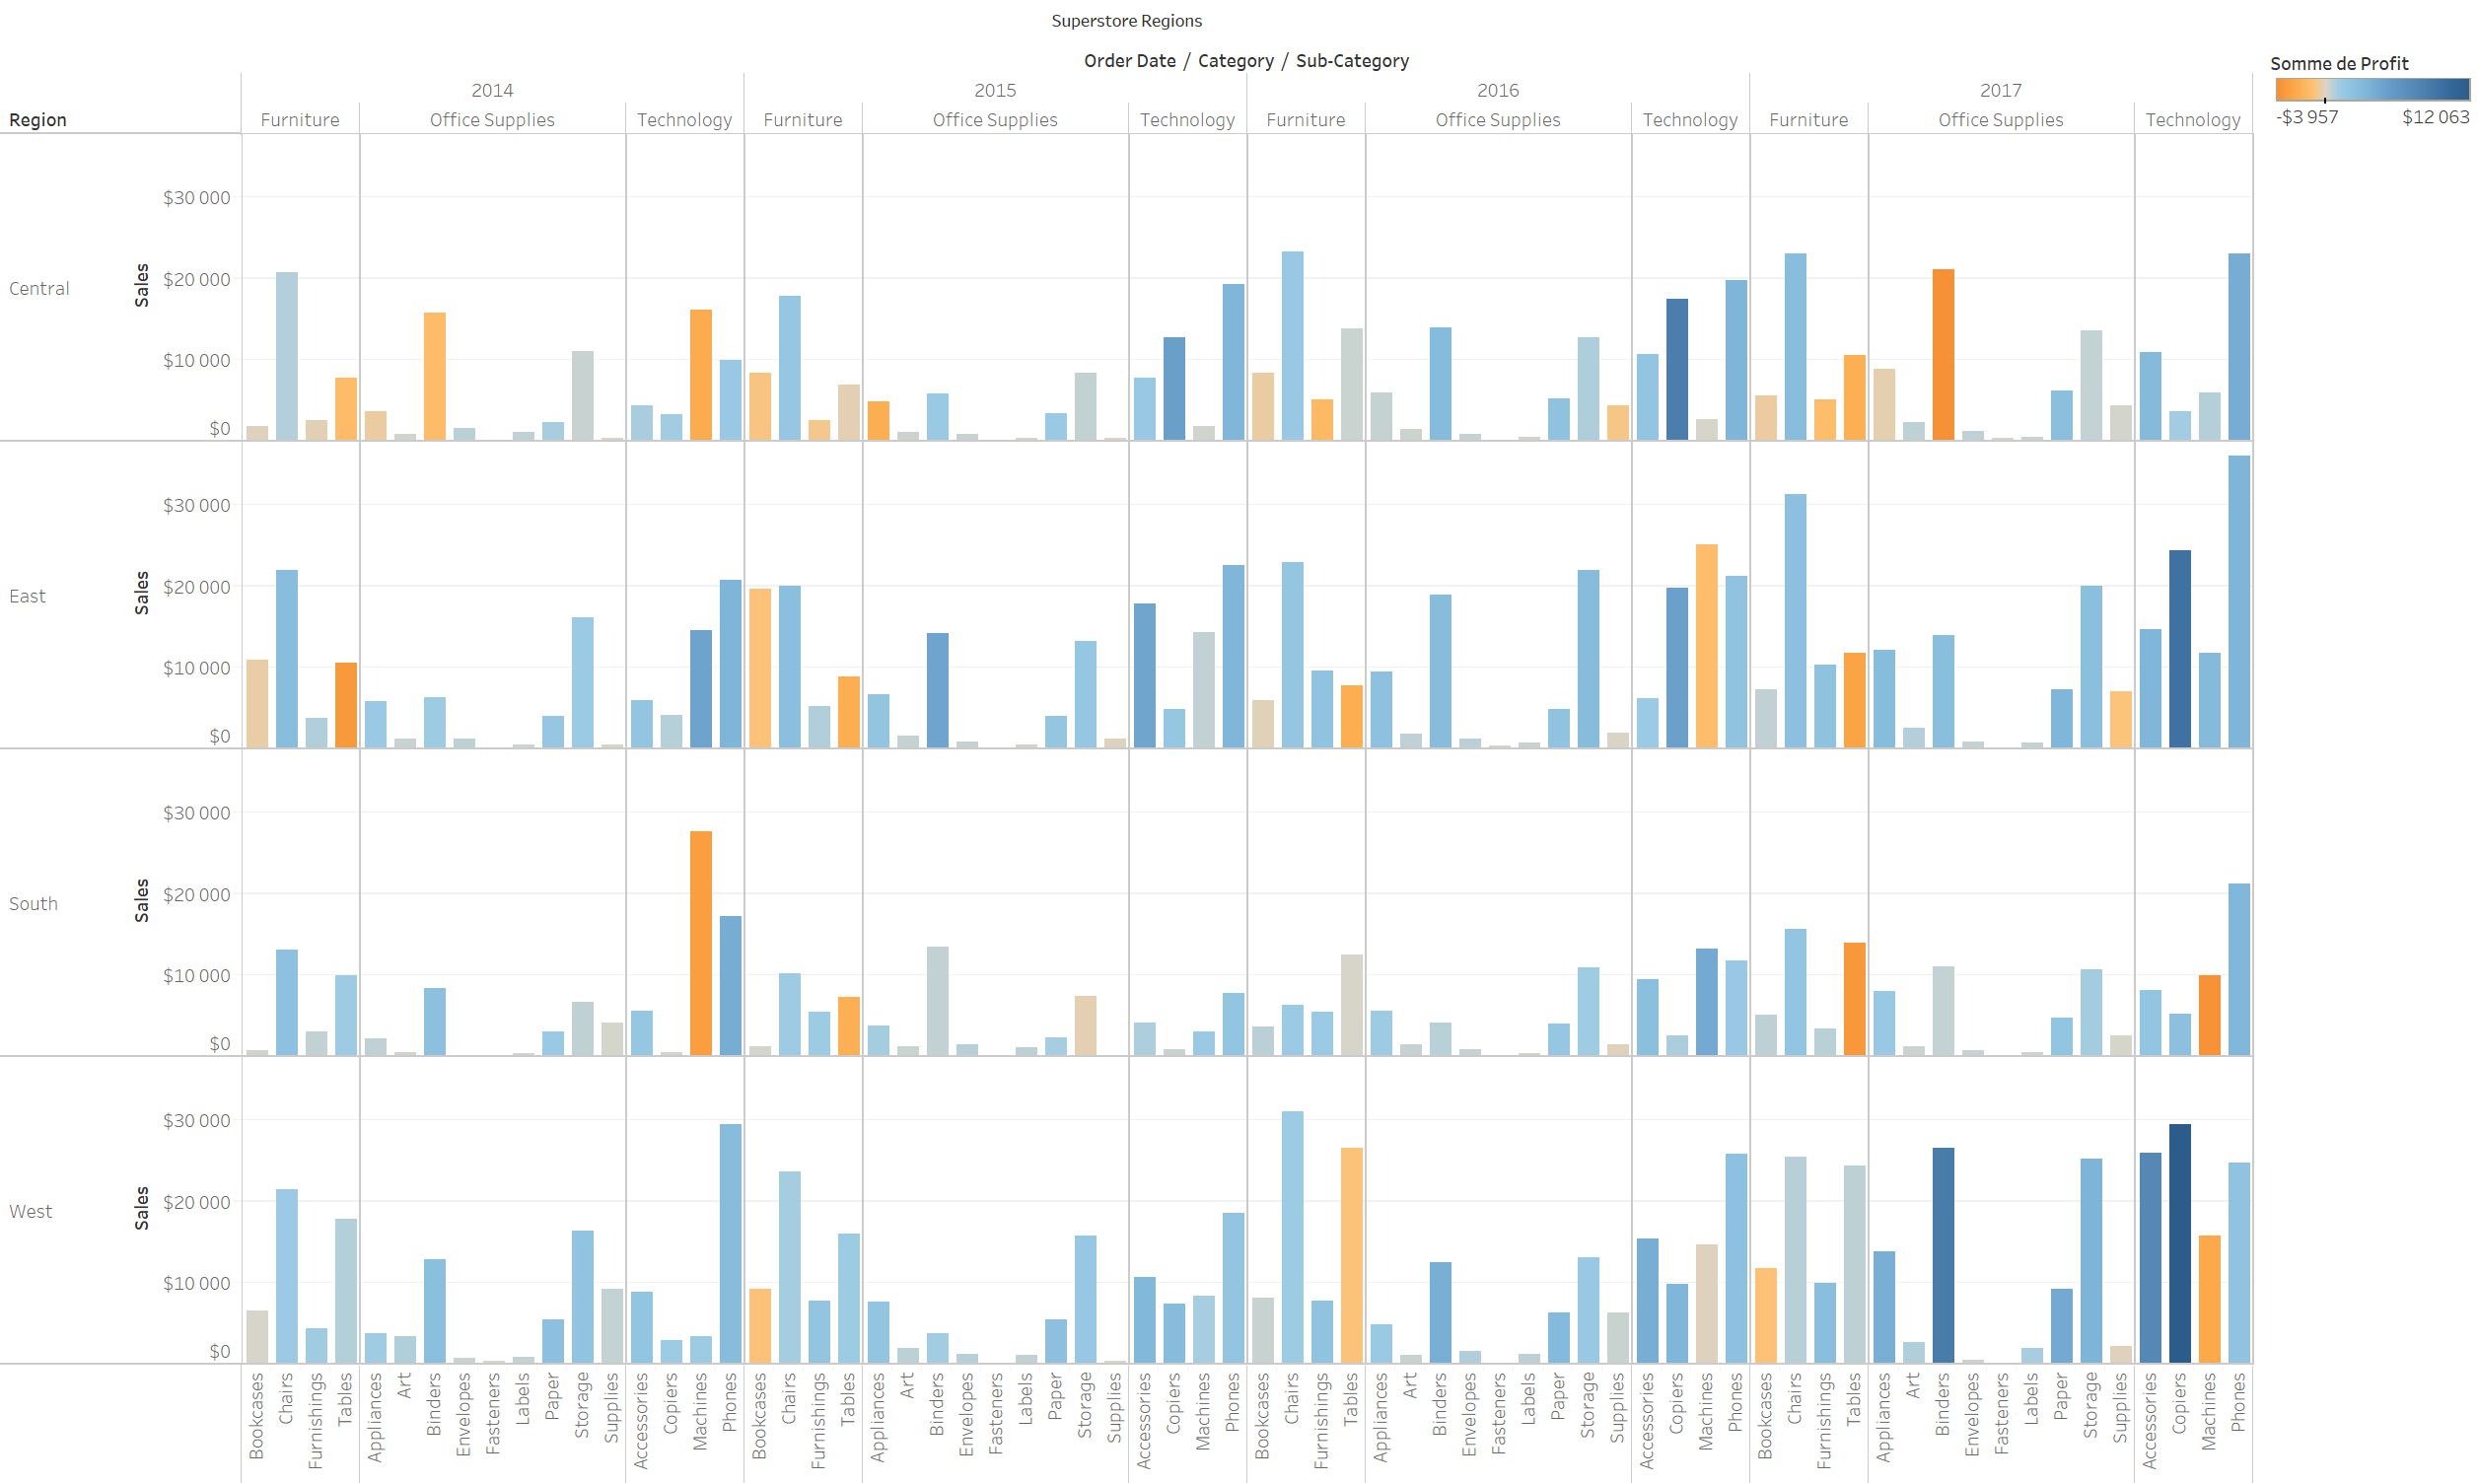 Superstore Regions
Order Date / Category / Sub-Category
Somme de Profit
-$3 957 $12 063
2014 2015 2016 2017
Region Furniture Office Supplies Technology Furniture Office Supplies Technology Furniture Office Supplies Technology Furniture Office Supplies Technology
Central
Sales
$30 000
$20 000
$10 000
$0
East
Sales
$30 000
$20 000
$10 000
$0
South
Sales
$30 000
$20 000
$10 000
$0
West
Sales
$30 000
$20 000
$10 000
$0
Bookcases
Chairs
Furnishings
Tables
Appliances
Art
Binders
Envelopes
Fasteners
Labels
Paper
Storage
Supplies
Accessories
Copiers
Machines
Phones
Bookcases
Chairs
Furnishings
Tables
Appliances
Art
Binders
Envelopes
Fasteners
Labels
Paper
Storage
Supplies
Accessories
Copiers
Machines
Phones
Bookcases
Chairs
Furnishings
Tables
Appliances
Art
Binders
Envelopes
Fasteners
Labels
Paper
Storage
Supplies
Accessories
Copiers
Machines
Phones
Bookcases
Chairs
Furnishings
Tables
Appliances
Art
Binders
Envelopes
Fasteners
Labels
Paper
Storage
Supplies
Accessories
Copiers
Machines
Phones